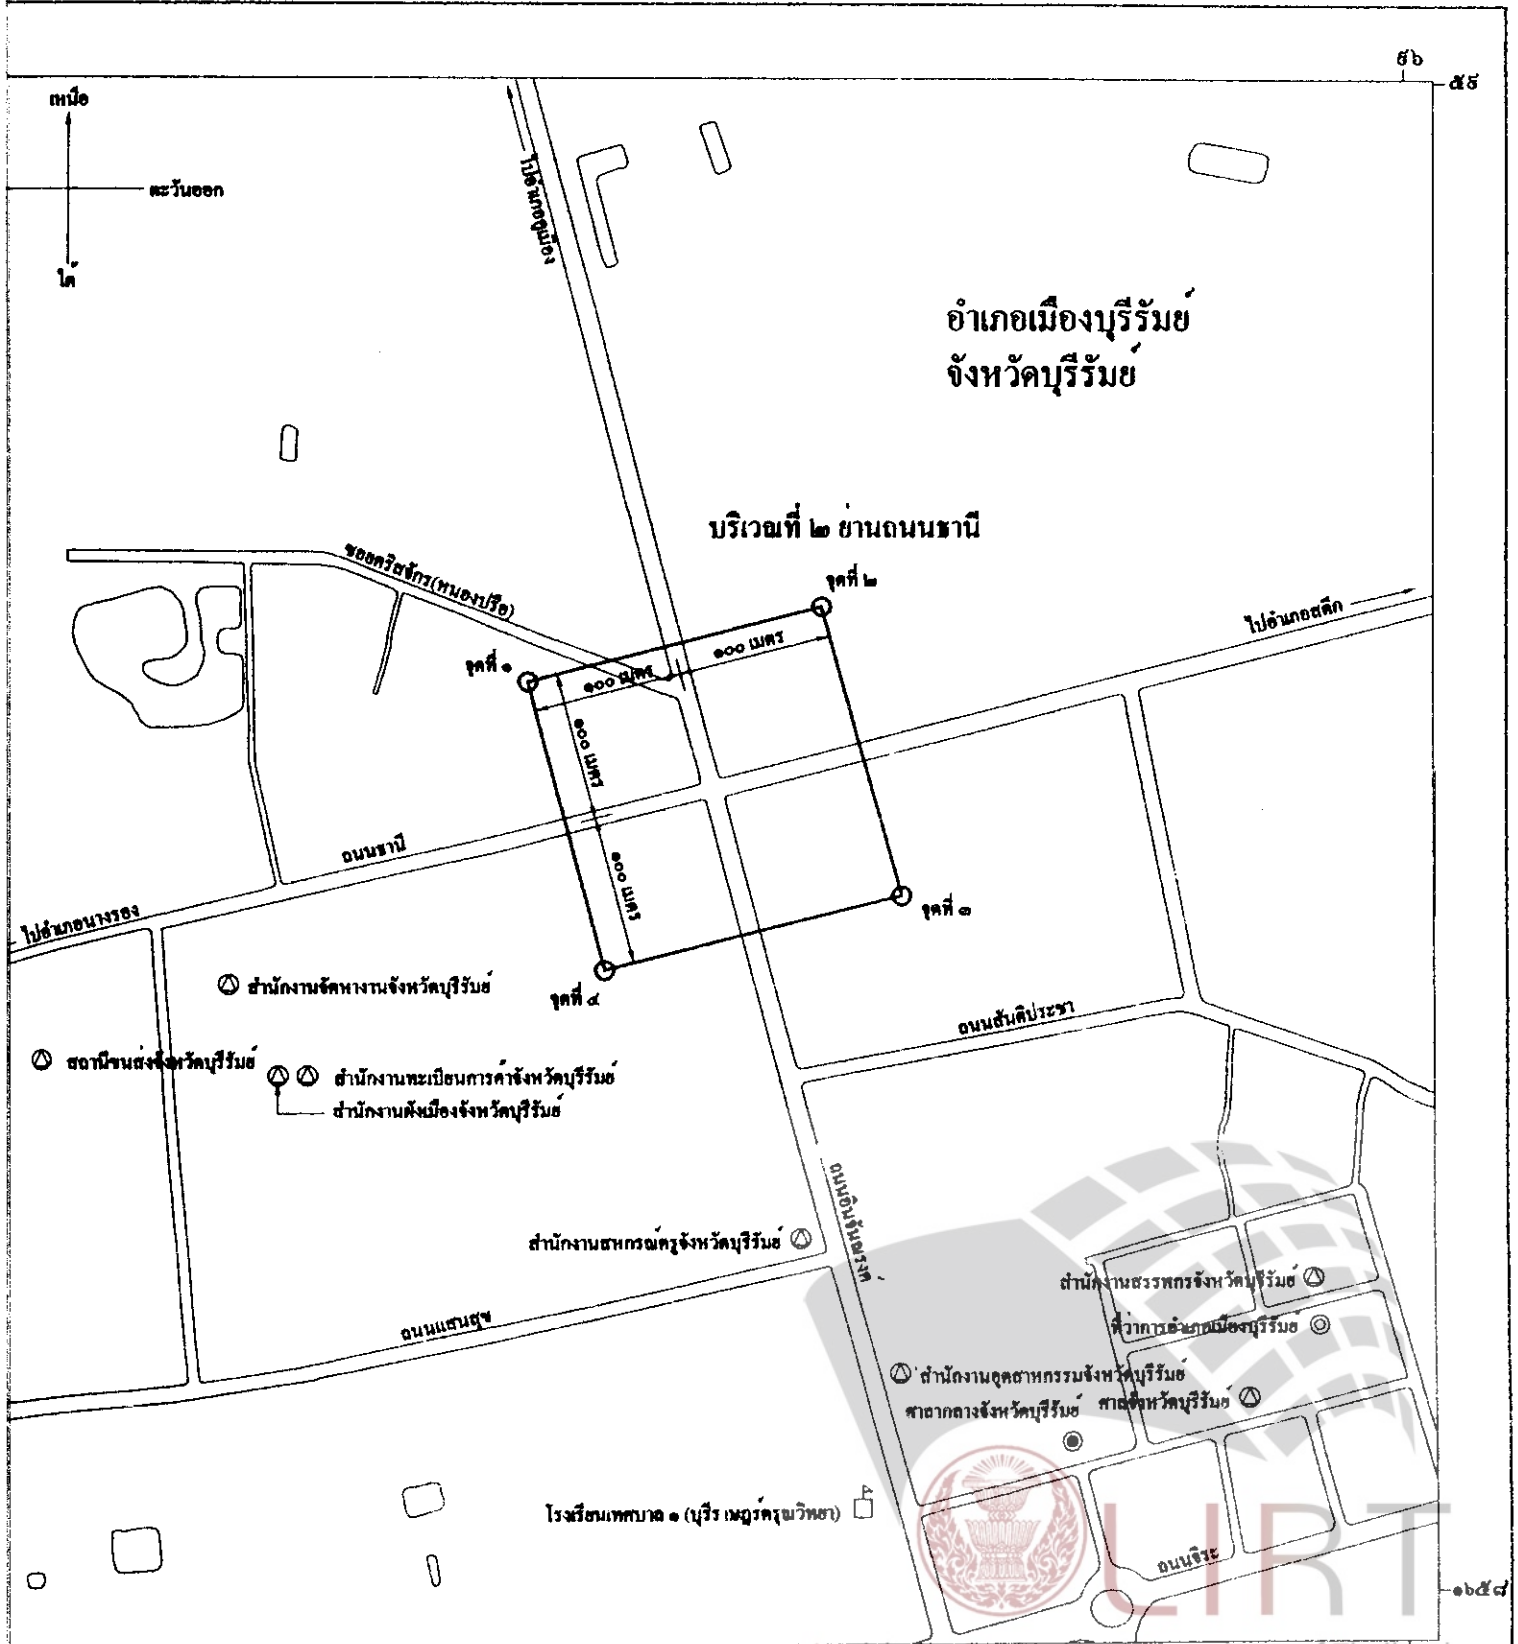 ๕๖
๕๙
เหนือ
ตะวันออก
ใต้
ไปอำเภอคูเมือง
อำเภอเมืองบุรีรัมย์
จังหวัดบุรีรัมย์
บริเวณที่ ๒ ย่านถนนธานี
ซอยศรีษจักร(หนองปรือ)
จุดที่ ๒
ไปอำเภอสตึก
จุดที่ ๑
๑๐๐ เมตร
๑๐๐ เมตร
๑๐๐ เมตร
ถนนธานี
๑๐๐ เมตร
ไปอำเภอนางรอง
จุดที่ ๓
จุดที่ ๔
สำนักงานจัดหางานจังหวัดบุรีรัมย์
ถนนสันติประชา
สถานีขนส่งจังหวัดบุรีรัมย์
สำนักงานทะเบียนการค้าจังหวัดบุรีรัมย์
สำนักงานผังเมืองจังหวัดบุรีรัมย์
ถนนอินจันณรงค์
สำนักงานสหกรณ์ครูจังหวัดบุรีรัมย์
สำนักงานสรรพกรจังหวัดบุรีรัมย์
ที่ว่าการอำเภอเมืองบุรีรัมย์
ถนนแสนสุข
สำนักงานอุตสาหกรรมจังหวัดบุรีรัมย์
ศาลากลางจังหวัดบุรีรัมย์
ศาลจังหวัดบุรีรัมย์
โรงเรียนเทศบาล ๑ (บุรีราษฎร์ดรุณวิทยา)
ถนนจิระ
LIRT
๑๖๕๘